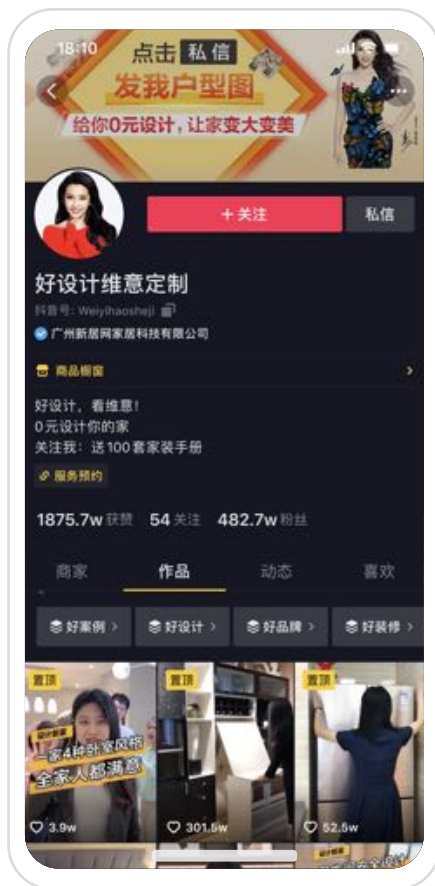 18:10
点击 私信
发我户型图
给你0元设计，让家变大变美
+关注
私信
好设计维意定制
抖音号: Weiyihaosheji
广州新居网家居科技有限公司
商品橱窗
好设计，看维意!
0元设计你的家
关注我：送100套家装手册
服务预约
1875.7w 获赞 54 关注 482.7w 粉丝
商家 作品 动态 喜欢
好案例 好设计 好品牌 好装修
置顶 置顶 置顶
一家4种卧室风格
全家人都满意
3.9w 301.5w 52.5w